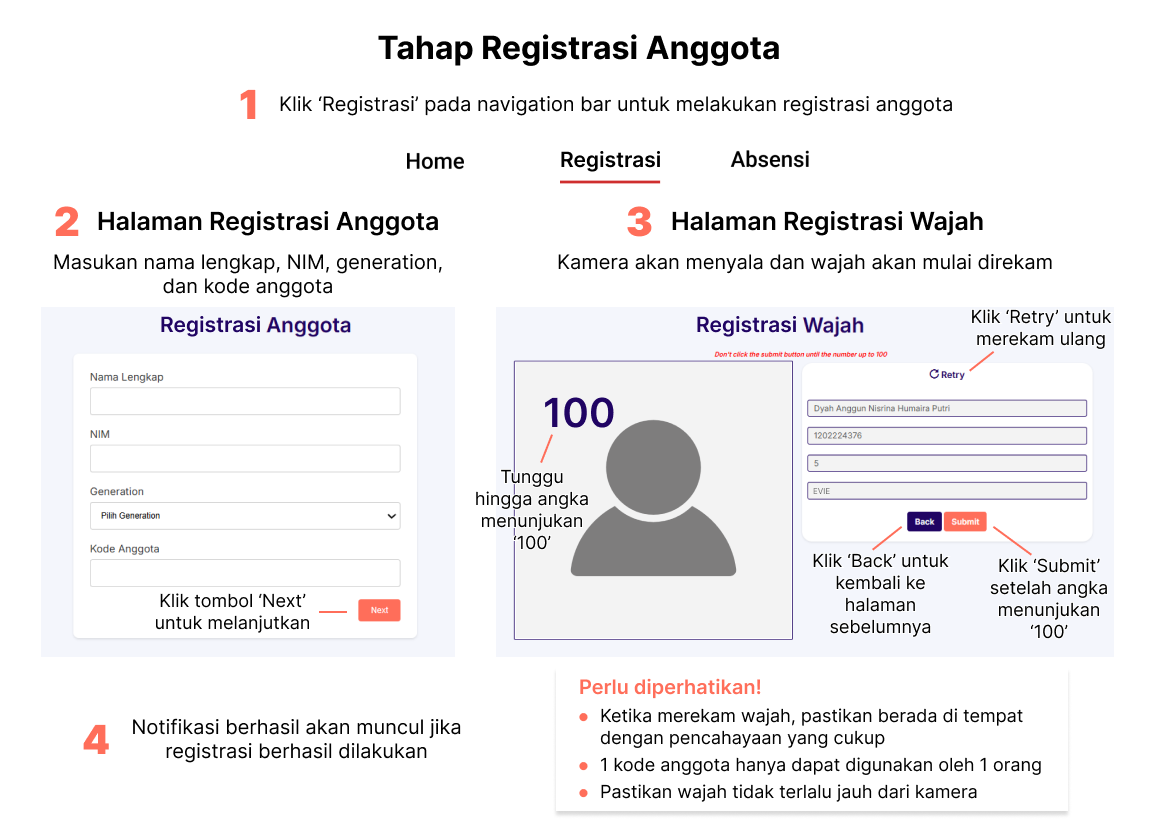 Tahap Registrasi Anggota
1 Klik ‘Registrasi’ pada navigation bar untuk melakukan registrasi anggota
Home Registrasi Absensi
2 Halaman Registrasi Anggota
Masukan nama lengkap, NIM, generation,
dan kode anggota
Registrasi Anggota
Nama Lengkap
NIM
Generation
Pilih Generation
Kode Anggota
Klik tombol ‘Next’
untuk melanjutkan
Next
3 Halaman Registrasi Wajah
Kamera akan menyala dan wajah akan mulai direkam
Registrasi Wajah
Klik ‘Retry’ untuk
merekam ulang
Don't click the submit button until the number up to 100
Retry
100
Tunggu
hingga angka
menunjukan
‘100’
Dyah Anggun Nisrina Humaira Putri
1202224376
5
EVIE
Back Submit
Klik ‘Back’ untuk
kembali ke
halaman
sebelumnya
Klik ‘Submit’
setelah angka
menunjukan
‘100’
4 Notifikasi berhasil akan muncul jika
registrasi berhasil dilakukan
Perlu diperhatikan!
Ketika merekam wajah, pastikan berada di tempat
dengan pencahayaan yang cukup
1 kode anggota hanya dapat digunakan oleh 1 orang
Pastikan wajah tidak terlalu jauh dari kamera